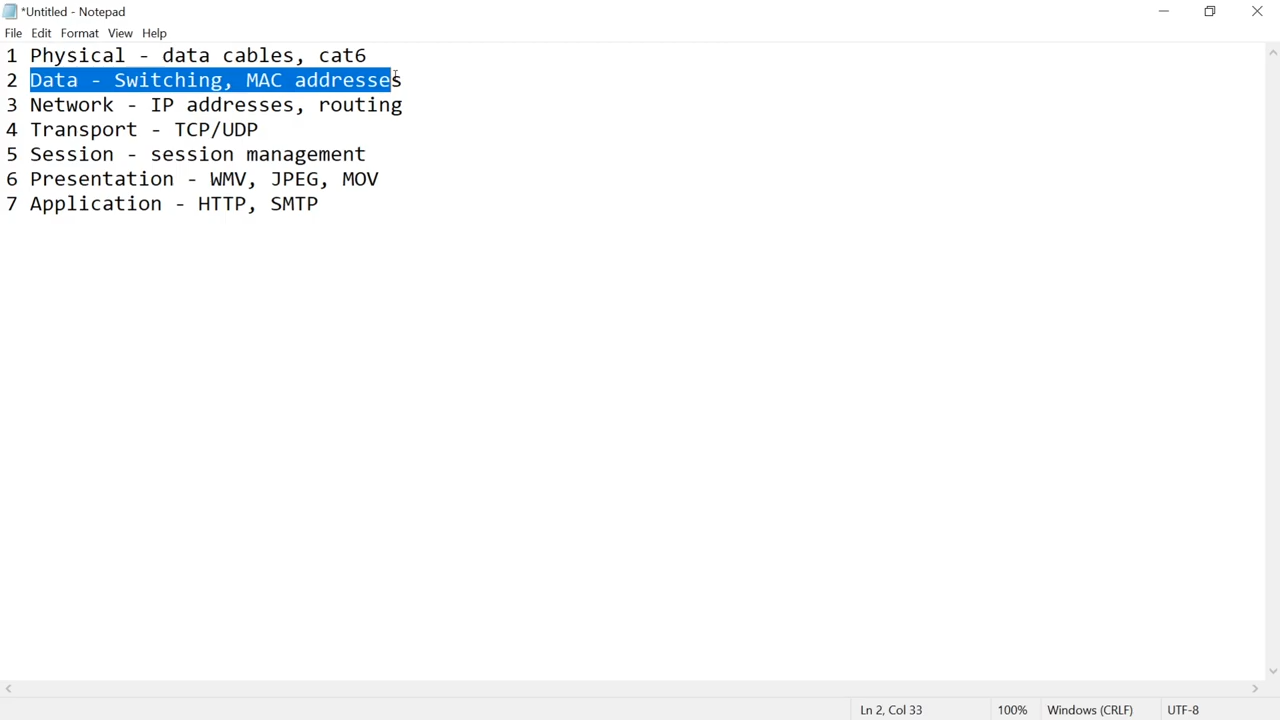 *Untitled - Notepad
File Edit Format View Help
1 Physical - data cables, cat6
2 Data - Switching, MAC addresses
3 Network - IP addresses, routing
4 Transport - TCP/UDP
5 Session - session management
6 Presentation - WMV, JPEG, MOV
7 Application - HTTP, SMTP
Ln 2, Col 33 100% Windows (CRLF) UTF-8